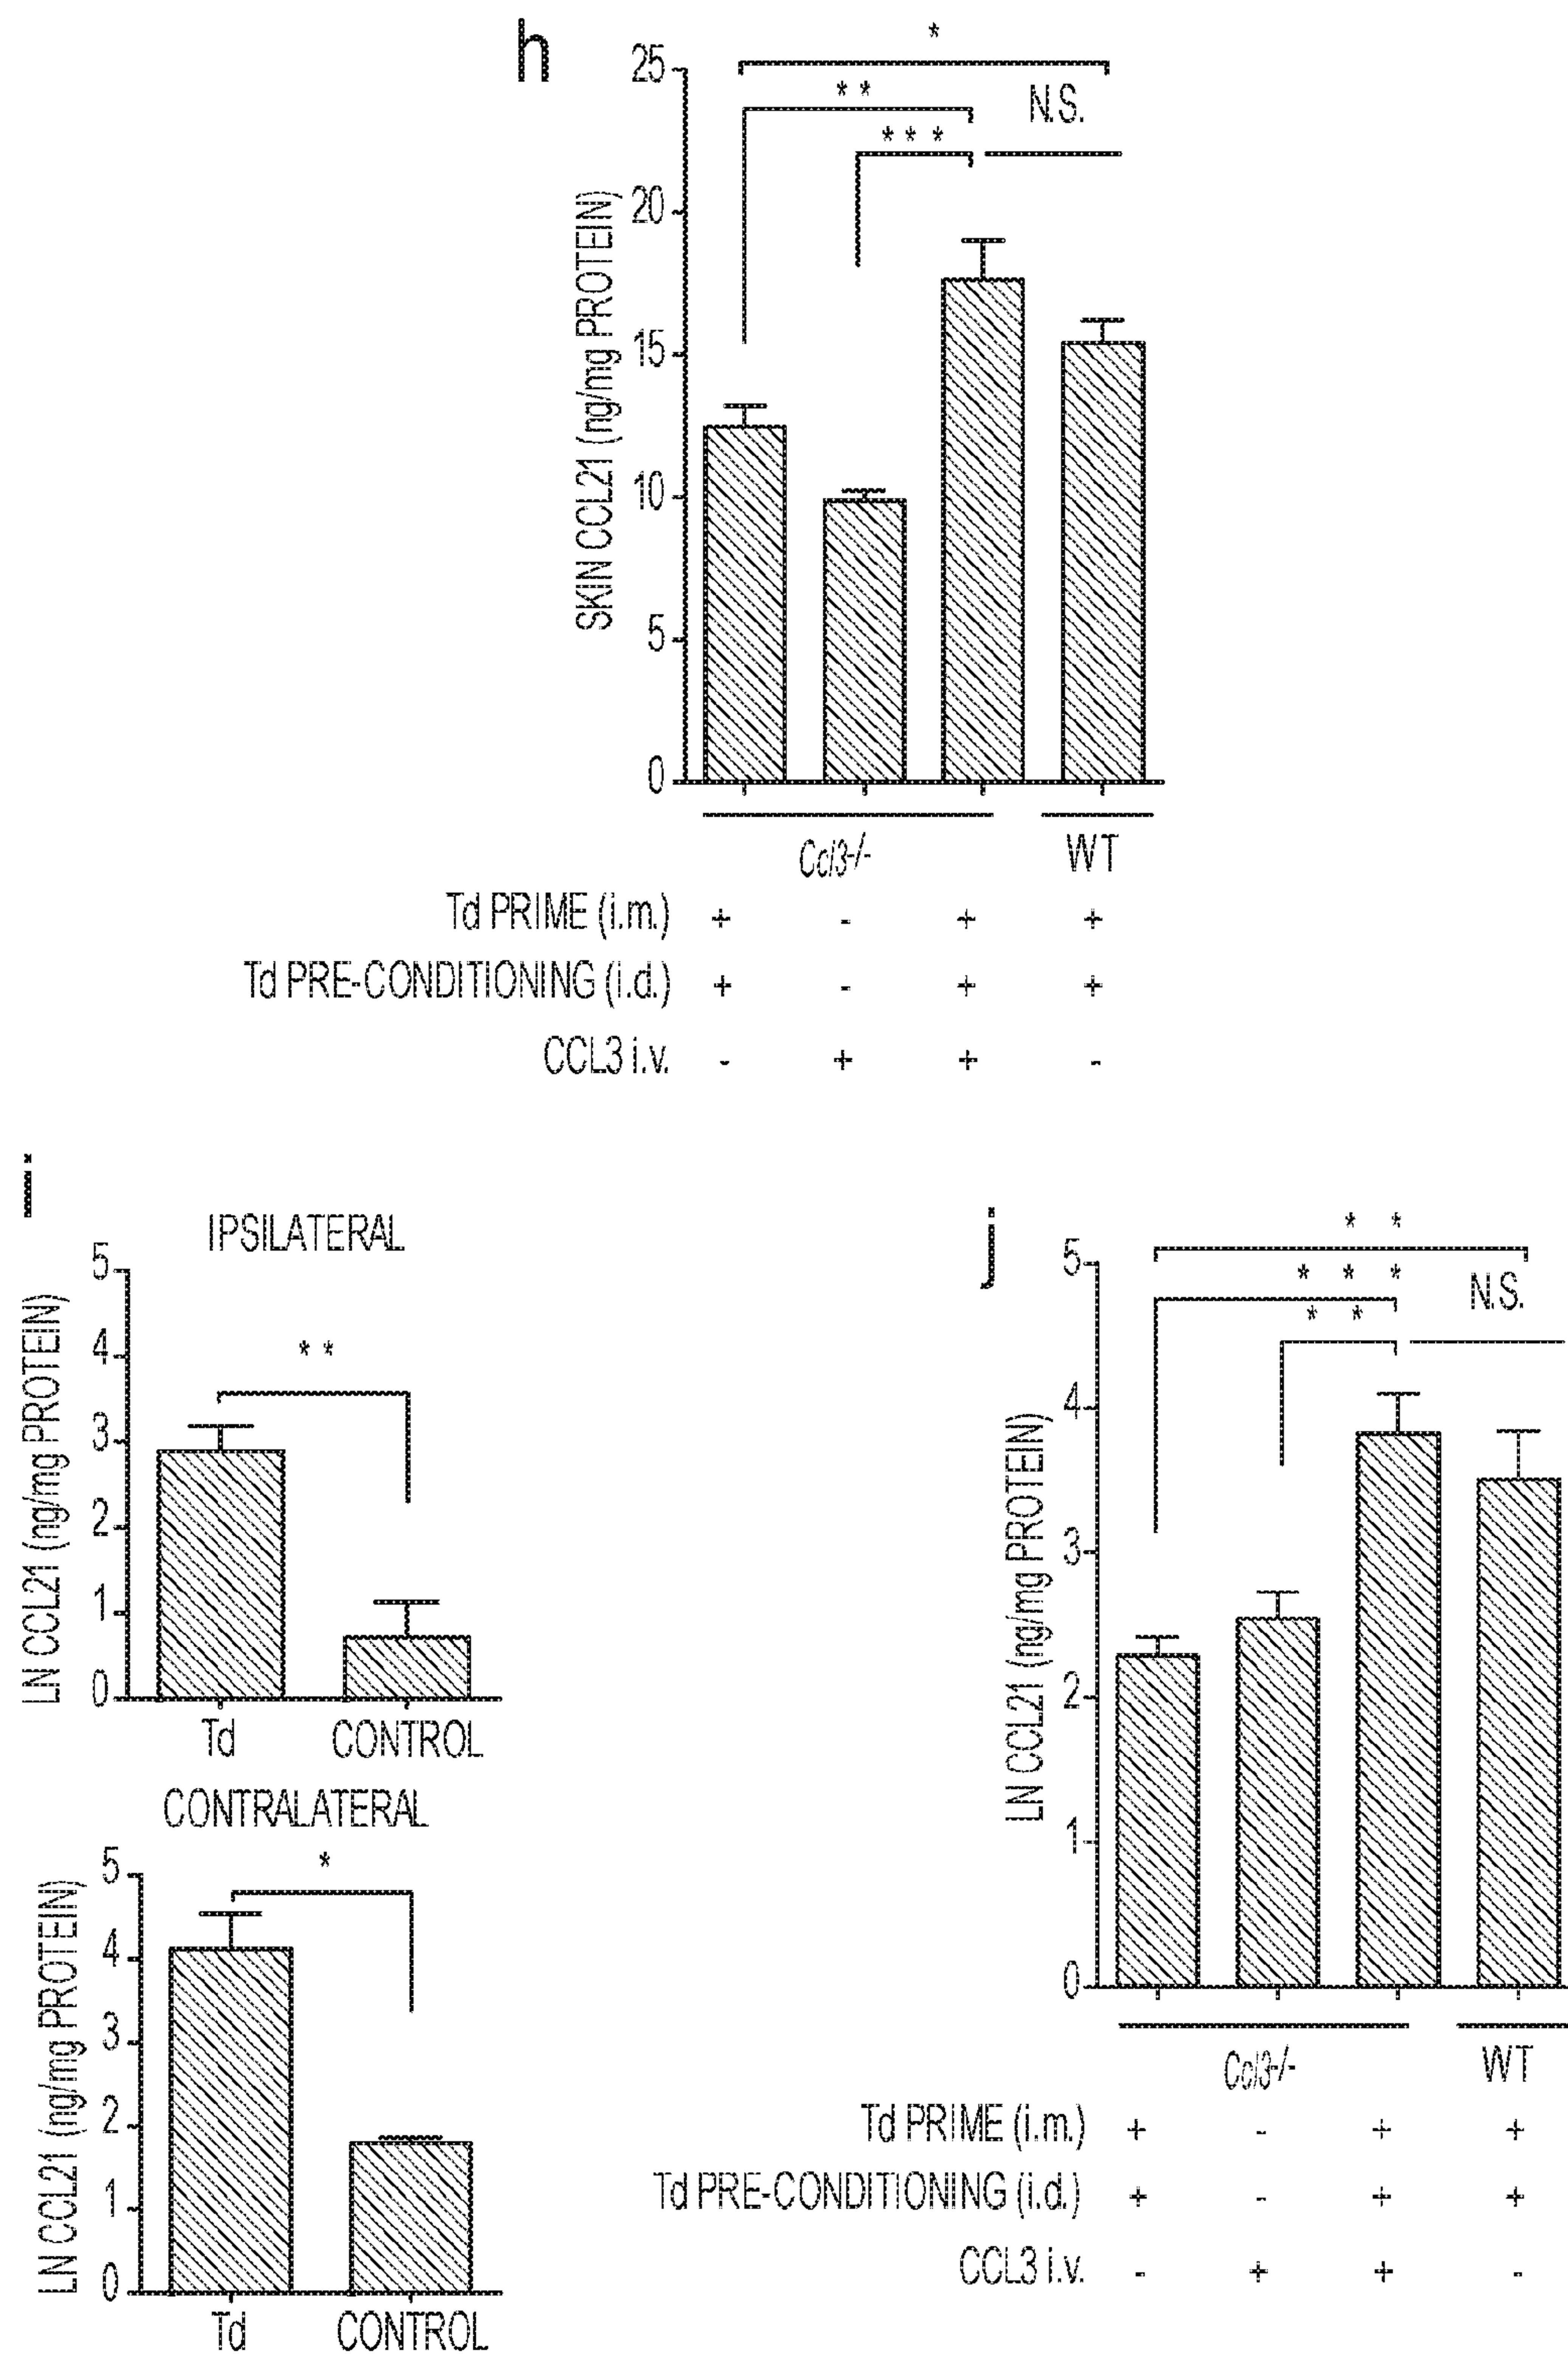 h
*
* *
N.S.
* * *
25
20
15
10
5
0
SKIN CCL21 (ng/mg PROTEIN)
Ccl3-/-
WT
Td PRIME (i.m.) + - + +
Td PRE-CONDITIONING (i.d.) + - + +
CCL3 i.v. - + + -
i
IPSILATERAL
* *
5
4
3
2
1
0
LN CCL21 (ng/mg PROTEIN)
Td CONTROL
CONTRALATERAL
*
5
4
3
2
1
0
LN CCL21 (ng/mg PROTEIN)
Td CONTROL
j
* *
* * *
N.S.
* *
5
4
3
2
1
0
LN CCL21 (ng/mg PROTEIN)
Ccl3-/-
WT
Td PRIME (i.m.) + - + +
Td PRE-CONDITIONING (i.d.) + - + +
CCL3 i.v. - + + -